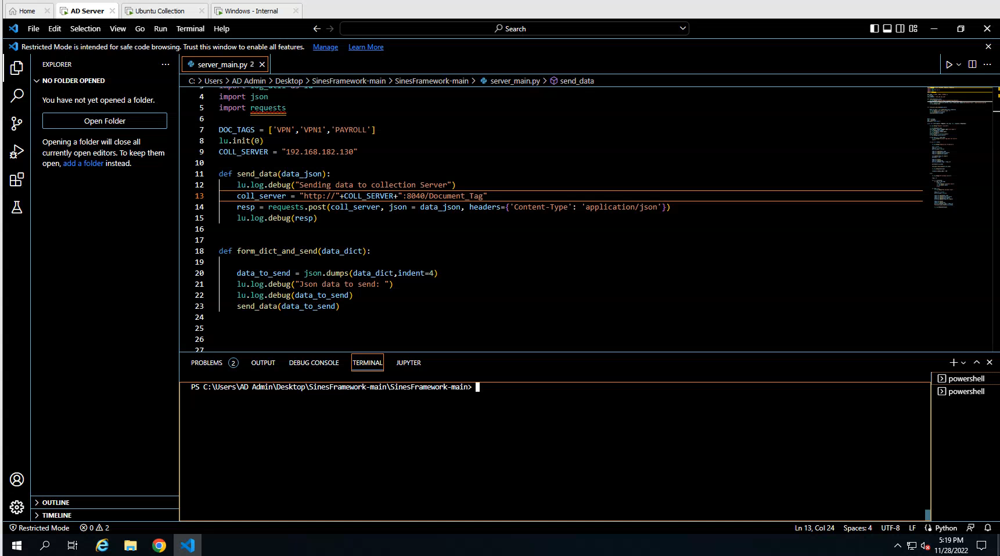 Home
AD Server
Ubuntu Collection
Windows - Internal
File Edit Selection View Go Run Terminal Help
Search
Restricted Mode is intended for safe code browsing. Trust this window to enable all features. Manage Learn More
EXPLORER
NO FOLDER OPENED
You have not yet opened a folder.
Open Folder
Opening a folder will close all
currently open editors. To keep them
open, add a folder instead.
OUTLINE
TIMELINE
server_main.py 2
C: > Users > AD Admin > Desktop > SinesFramework-main > SinesFramework-main > server_main.py > send_data
4 import json
5 import requests
6
7 DOC_TAGS = ['VPN','VPN1','PAYROLL']
8 lu.init(0)
9 COLL_SERVER = "192.168.182.130"
10
11 def send_data(data_json):
12 lu.log.debug("Sending data to collection Server")
13 coll_server = "http://"+COLL_SERVER+":8040/Document_Tag"
14 resp = requests.post(coll_server, json = data_json, headers={'Content-Type': 'application/json'})
15 lu.log.debug(resp)
16
17
18 def form_dict_and_send(data_dict):
19
20 data_to_send = json.dumps(data_dict,indent=4)
21 lu.log.debug("Json data to send: ")
22 lu.log.debug(data_to_send)
23 send_data(data_to_send)
24
25
26
27
PROBLEMS 2 OUTPUT DEBUG CONSOLE TERMINAL JUPYTER
PS C:\Users\AD Admin\Desktop\SinesFramework-main\SinesFramework-main>
powershell
powershell
Restricted Mode 0 2
Ln 13, Col 24 Spaces: 4 UTF-8 LF Python
5:19 PM
11/28/2022